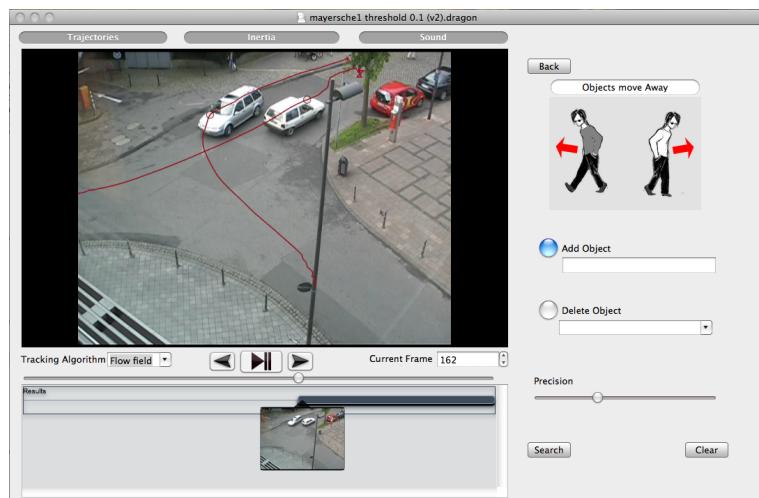 mayersche1 threshold 0.1 (v2).dragon
Trajectories Inertia Sound
Back
Objects move Away
Add Object
Delete Object
Tracking Algorithm Flow field Current Frame 162
Results
Precision
Search Clear